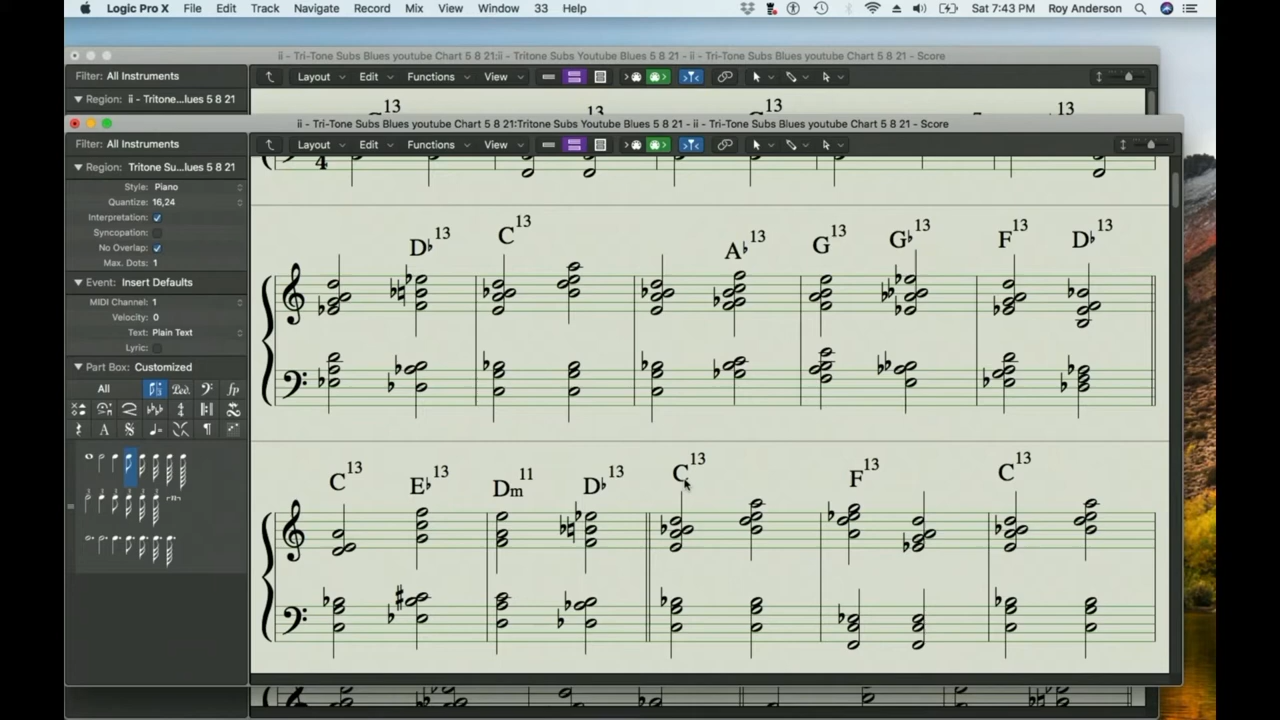 Logic Pro X File Edit Track Navigate Record Mix View Window 33 Help Sat 7:43 PM Roy Anderson
ii - Tri-Tone Subs Blues youtube Chart 5 8 21:ii - Tritone Subs Youtube Blues 5 8 21 - ii - Tri-Tone Subs Blues youtube Chart 5 8 21 - Score
Filter: All Instruments Layout Edit Functions View
Region: ii - Tritone...lues 5 8 21
13 13 13 13
ii - Tri-Tone Subs Blues youtube Chart 5 8 21:Tritone Subs Youtube Blues 5 8 21 - ii - Tri-Tone Subs Blues youtube Chart 5 8 21 - Score
Filter: All Instruments Layout Edit Functions View
Region: Tritone Su...lues 5 8 21
4
Style: Piano
Quantize: 16,24
Interpretation:
Syncopation:
No Overlap:
Max. Dots: 1
D♭13 C13 A♭13 G13 G♭13 F13 D♭13
Event: Insert Defaults
MIDI Channel: 1
Velocity: 0
Text: Plain Text
Lyric:
Part Box: Customized
All Ped. fp
A
C13 E♭13 Dm11 D♭13 C13 F13 C13